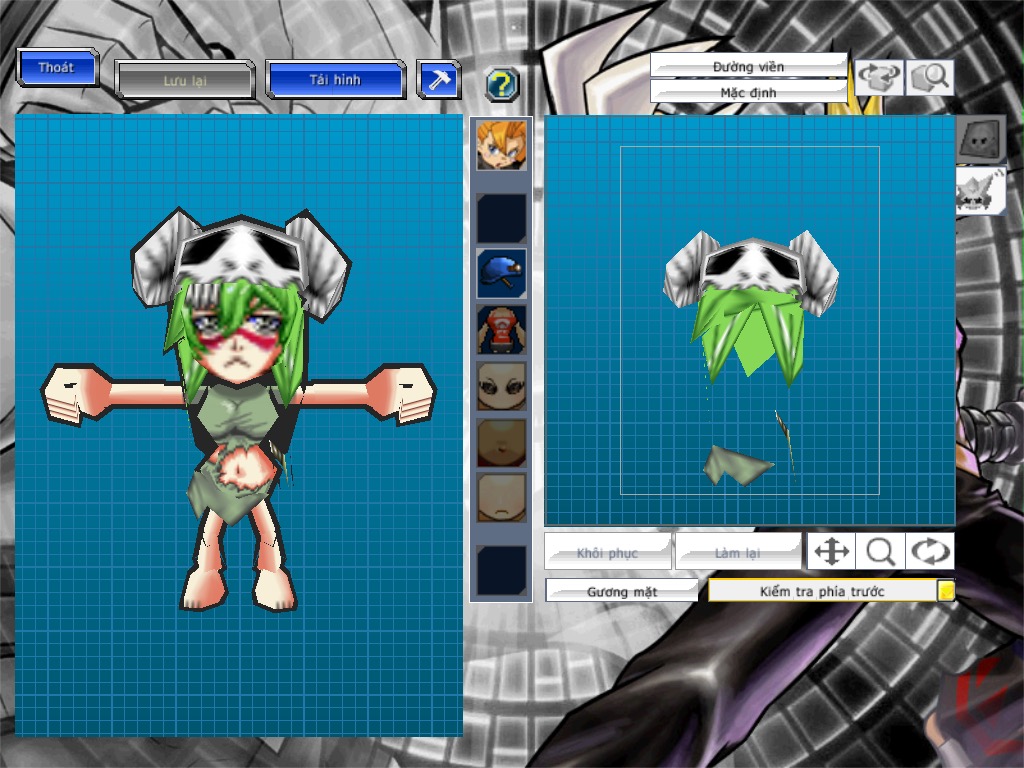 Thoát
Lưu lại
Tải hình
?
Đường viền
Mặc định
Khôi phục
Làm lại
Gương mặt
Kiểm tra phía trước